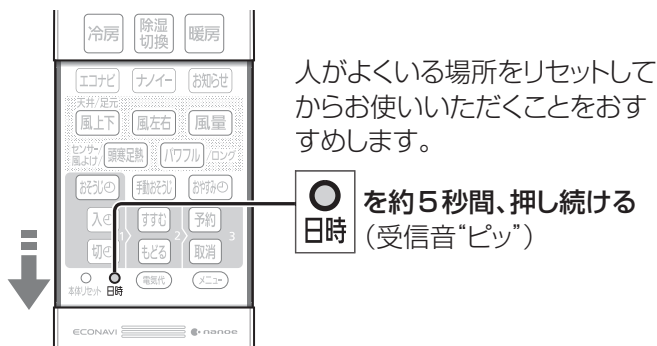 冷房
除湿
切換
暖房
エコナビ
ナノイー
お知らせ
天井/足元
風上下
風左右
風量
センサー
風よけ
頭寒足熱
パワフル
/ロング
おそうじ
手動おそうじ
おやすみ
入
すすむ
予約
1
2
3
切
もどる
取消
本体リセット
日時
電気代
メニュー
ECONAVI
nanoe
人がよくいる場所をリセットして
からお使いいただくことをおす
すめします。
日時
を約5秒間、押し続ける
(受信音“ピッ”)